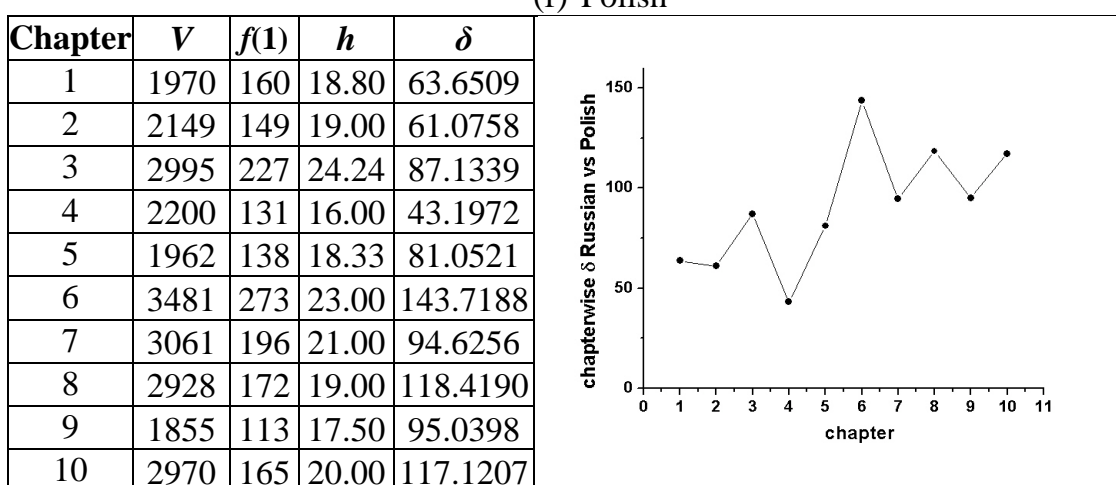 (f) Polish
Chapter V f(1) h δ
1 1970 160 18.80 63.6509
2 2149 149 19.00 61.0758
3 2995 227 24.24 87.1339
4 2200 131 16.00 43.1972
5 1962 138 18.33 81.0521
6 3481 273 23.00 143.7188
7 3061 196 21.00 94.6256
8 2928 172 19.00 118.4190
9 1855 113 17.50 95.0398
10 2970 165 20.00 117.1207
chapterwise δ Russian vs Polish
150
100
50
0
0 1 2 3 4 5 6 7 8 9 10 11
chapter